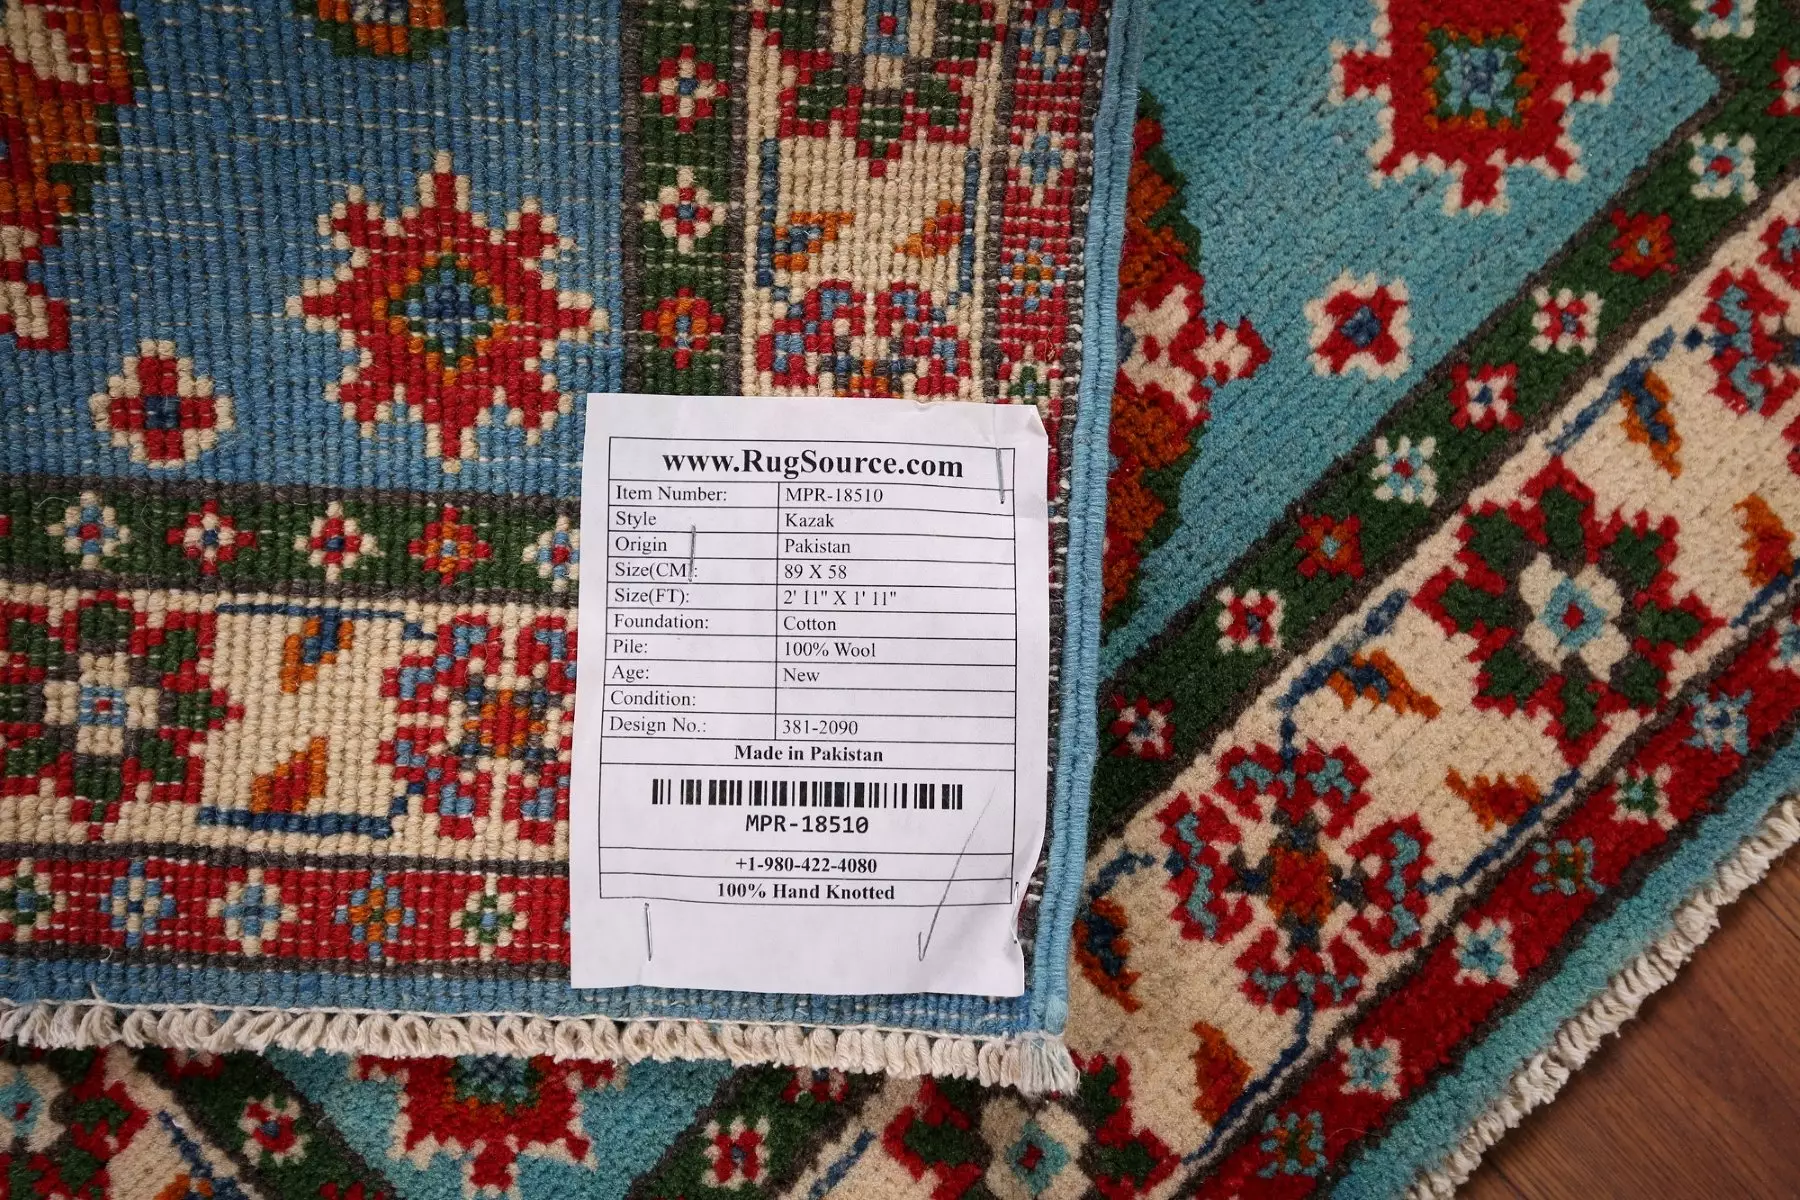 www.RugSource.com
Item Number: MPR-18510
Style Kazak
Origin Pakistan
Size(CM): 89 X 58
Size(FT): 2' 11" X 1' 11"
Foundation: Cotton
Pile: 100% Wool
Age: New
Condition:
Design No.: 381-2090
Made in Pakistan
MPR-18510
+1-980-422-4080
100% Hand Knotted